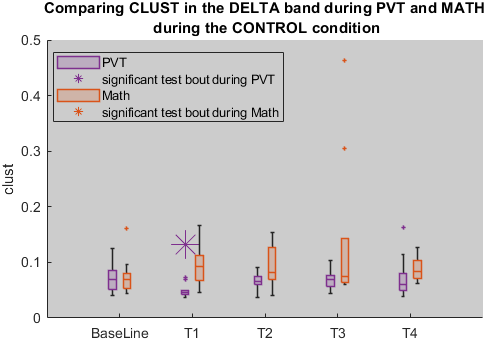 Comparing CLUST in the DELTA band during PVT and MATH
during the CONTROL condition
0.5
PVT
significant test bout during PVT
Math
significant test bout during Math
0.4
0.3
clust
0.2
0.1
0
BaseLine T1 T2 T3 T4